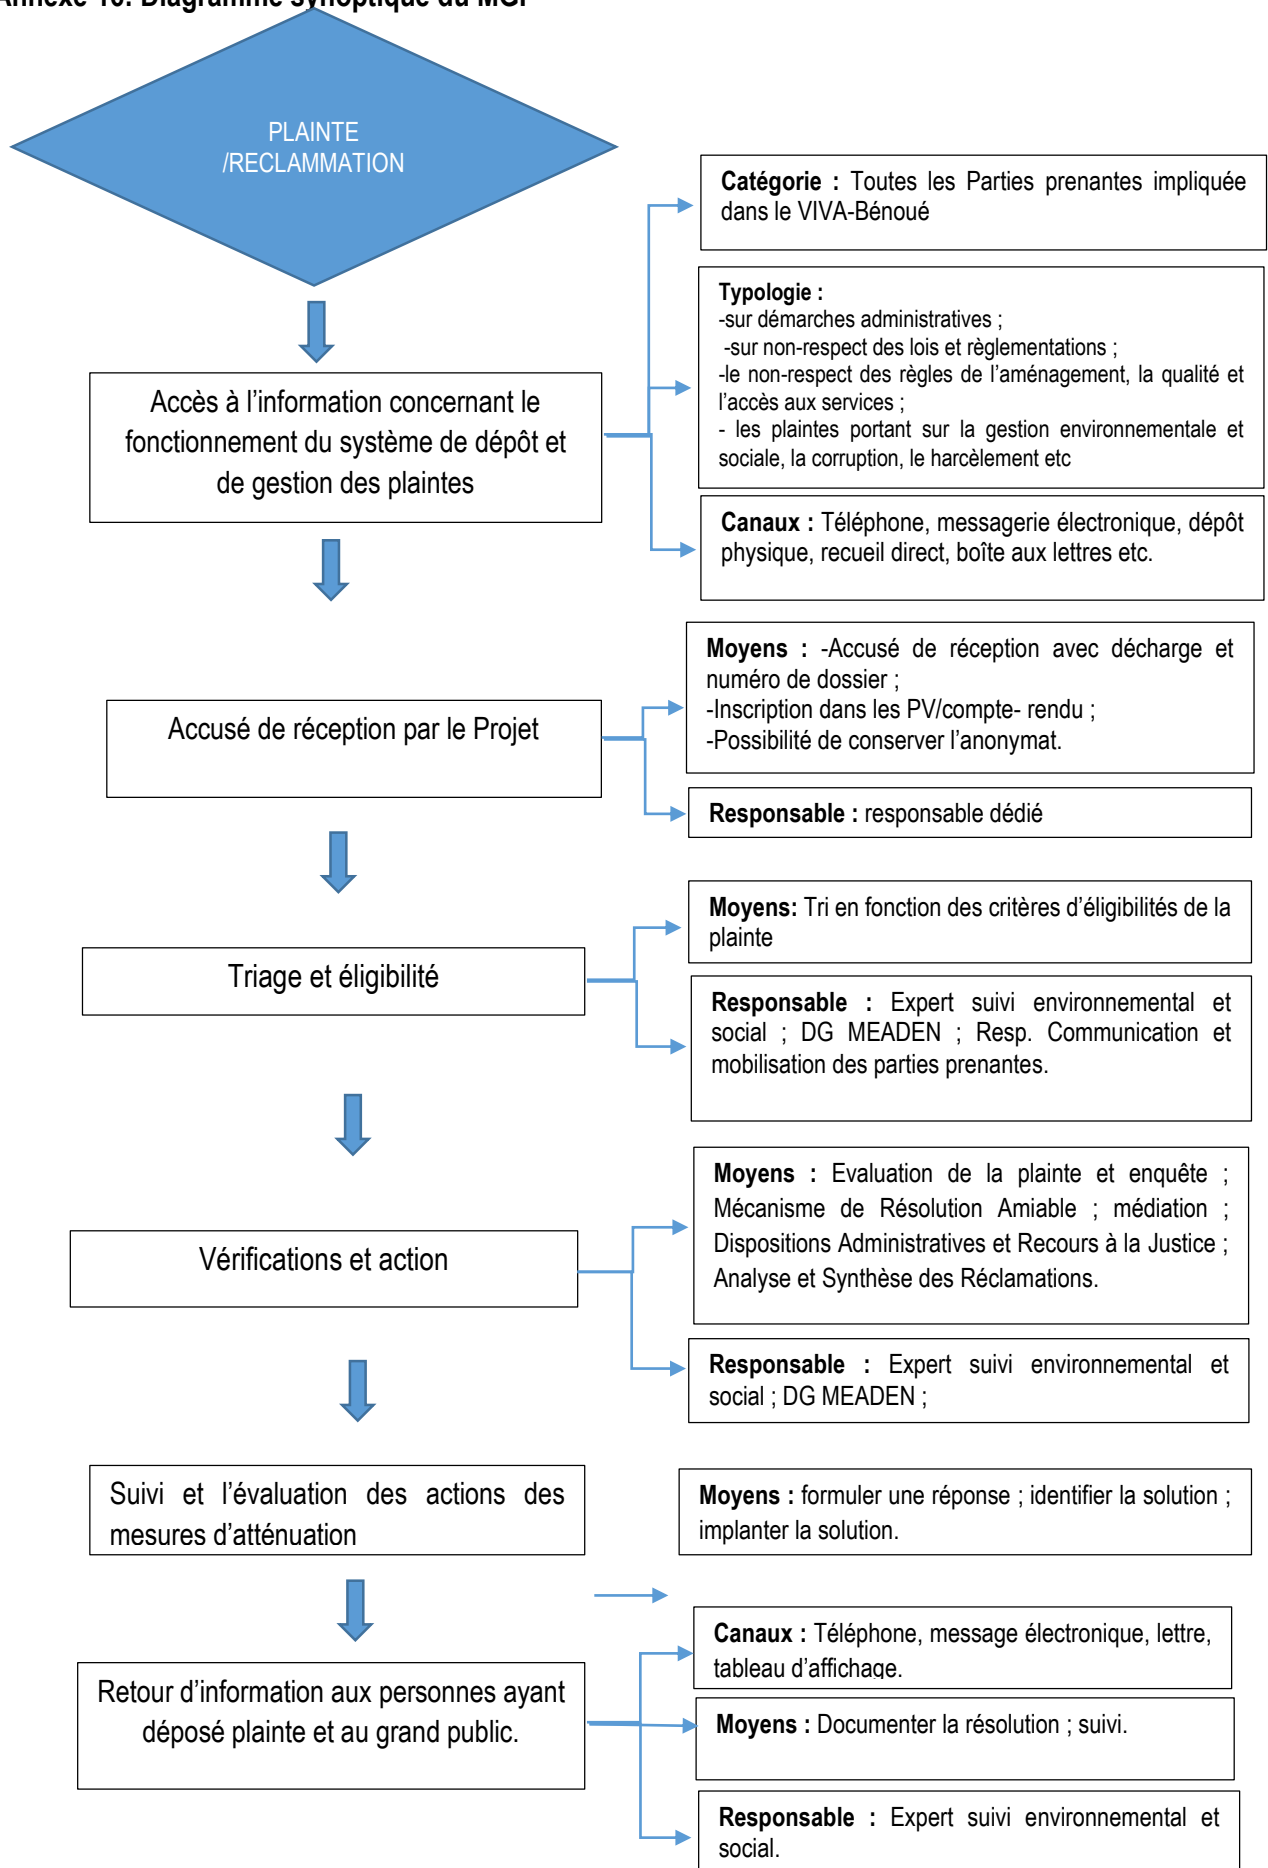 Annexe 10: Diagramme synoptique du MGP
PLAINTE
/RECLAMMATION
Catégorie : Toutes les Parties prenantes impliquée
dans le VIVA-Bénoué
Typologie :
-sur démarches administratives ;
-sur non-respect des lois et règlementations ;
-le non-respect des règles de l’aménagement, la qualité et
l’accès aux services ;
- les plaintes portant sur la gestion environnementale et
sociale, la corruption, le harcèlement etc
Accès à l’information concernant le
fonctionnement du système de dépôt et
de gestion des plaintes
Canaux : Téléphone, messagerie électronique, dépôt
physique, recueil direct, boîte aux lettres etc.
Moyens : -Accusé de réception avec décharge et
numéro de dossier ;
-Inscription dans les PV/compte- rendu ;
-Possibilité de conserver l’anonymat.
Accusé de réception par le Projet
Responsable : responsable dédié
Moyens: Tri en fonction des critères d’éligibilités de la
plainte
Triage et éligibilité
Responsable : Expert suivi environnemental et
social ; DG MEADEN ; Resp. Communication et
mobilisation des parties prenantes.
Moyens : Evaluation de la plainte et enquête ;
Mécanisme de Résolution Amiable ; médiation ;
Dispositions Administratives et Recours à la Justice ;
Analyse et Synthèse des Réclamations.
Vérifications et action
Responsable : Expert suivi environnemental et
social ; DG MEADEN ;
Suivi et l’évaluation des actions des
mesures d’atténuation
Moyens : formuler une réponse ; identifier la solution ;
implanter la solution.
Canaux : Téléphone, message électronique, lettre,
tableau d’affichage.
Retour d’information aux personnes ayant
déposé plainte et au grand public.
Moyens : Documenter la résolution ; suivi.
Responsable : Expert suivi environnemental et
social.